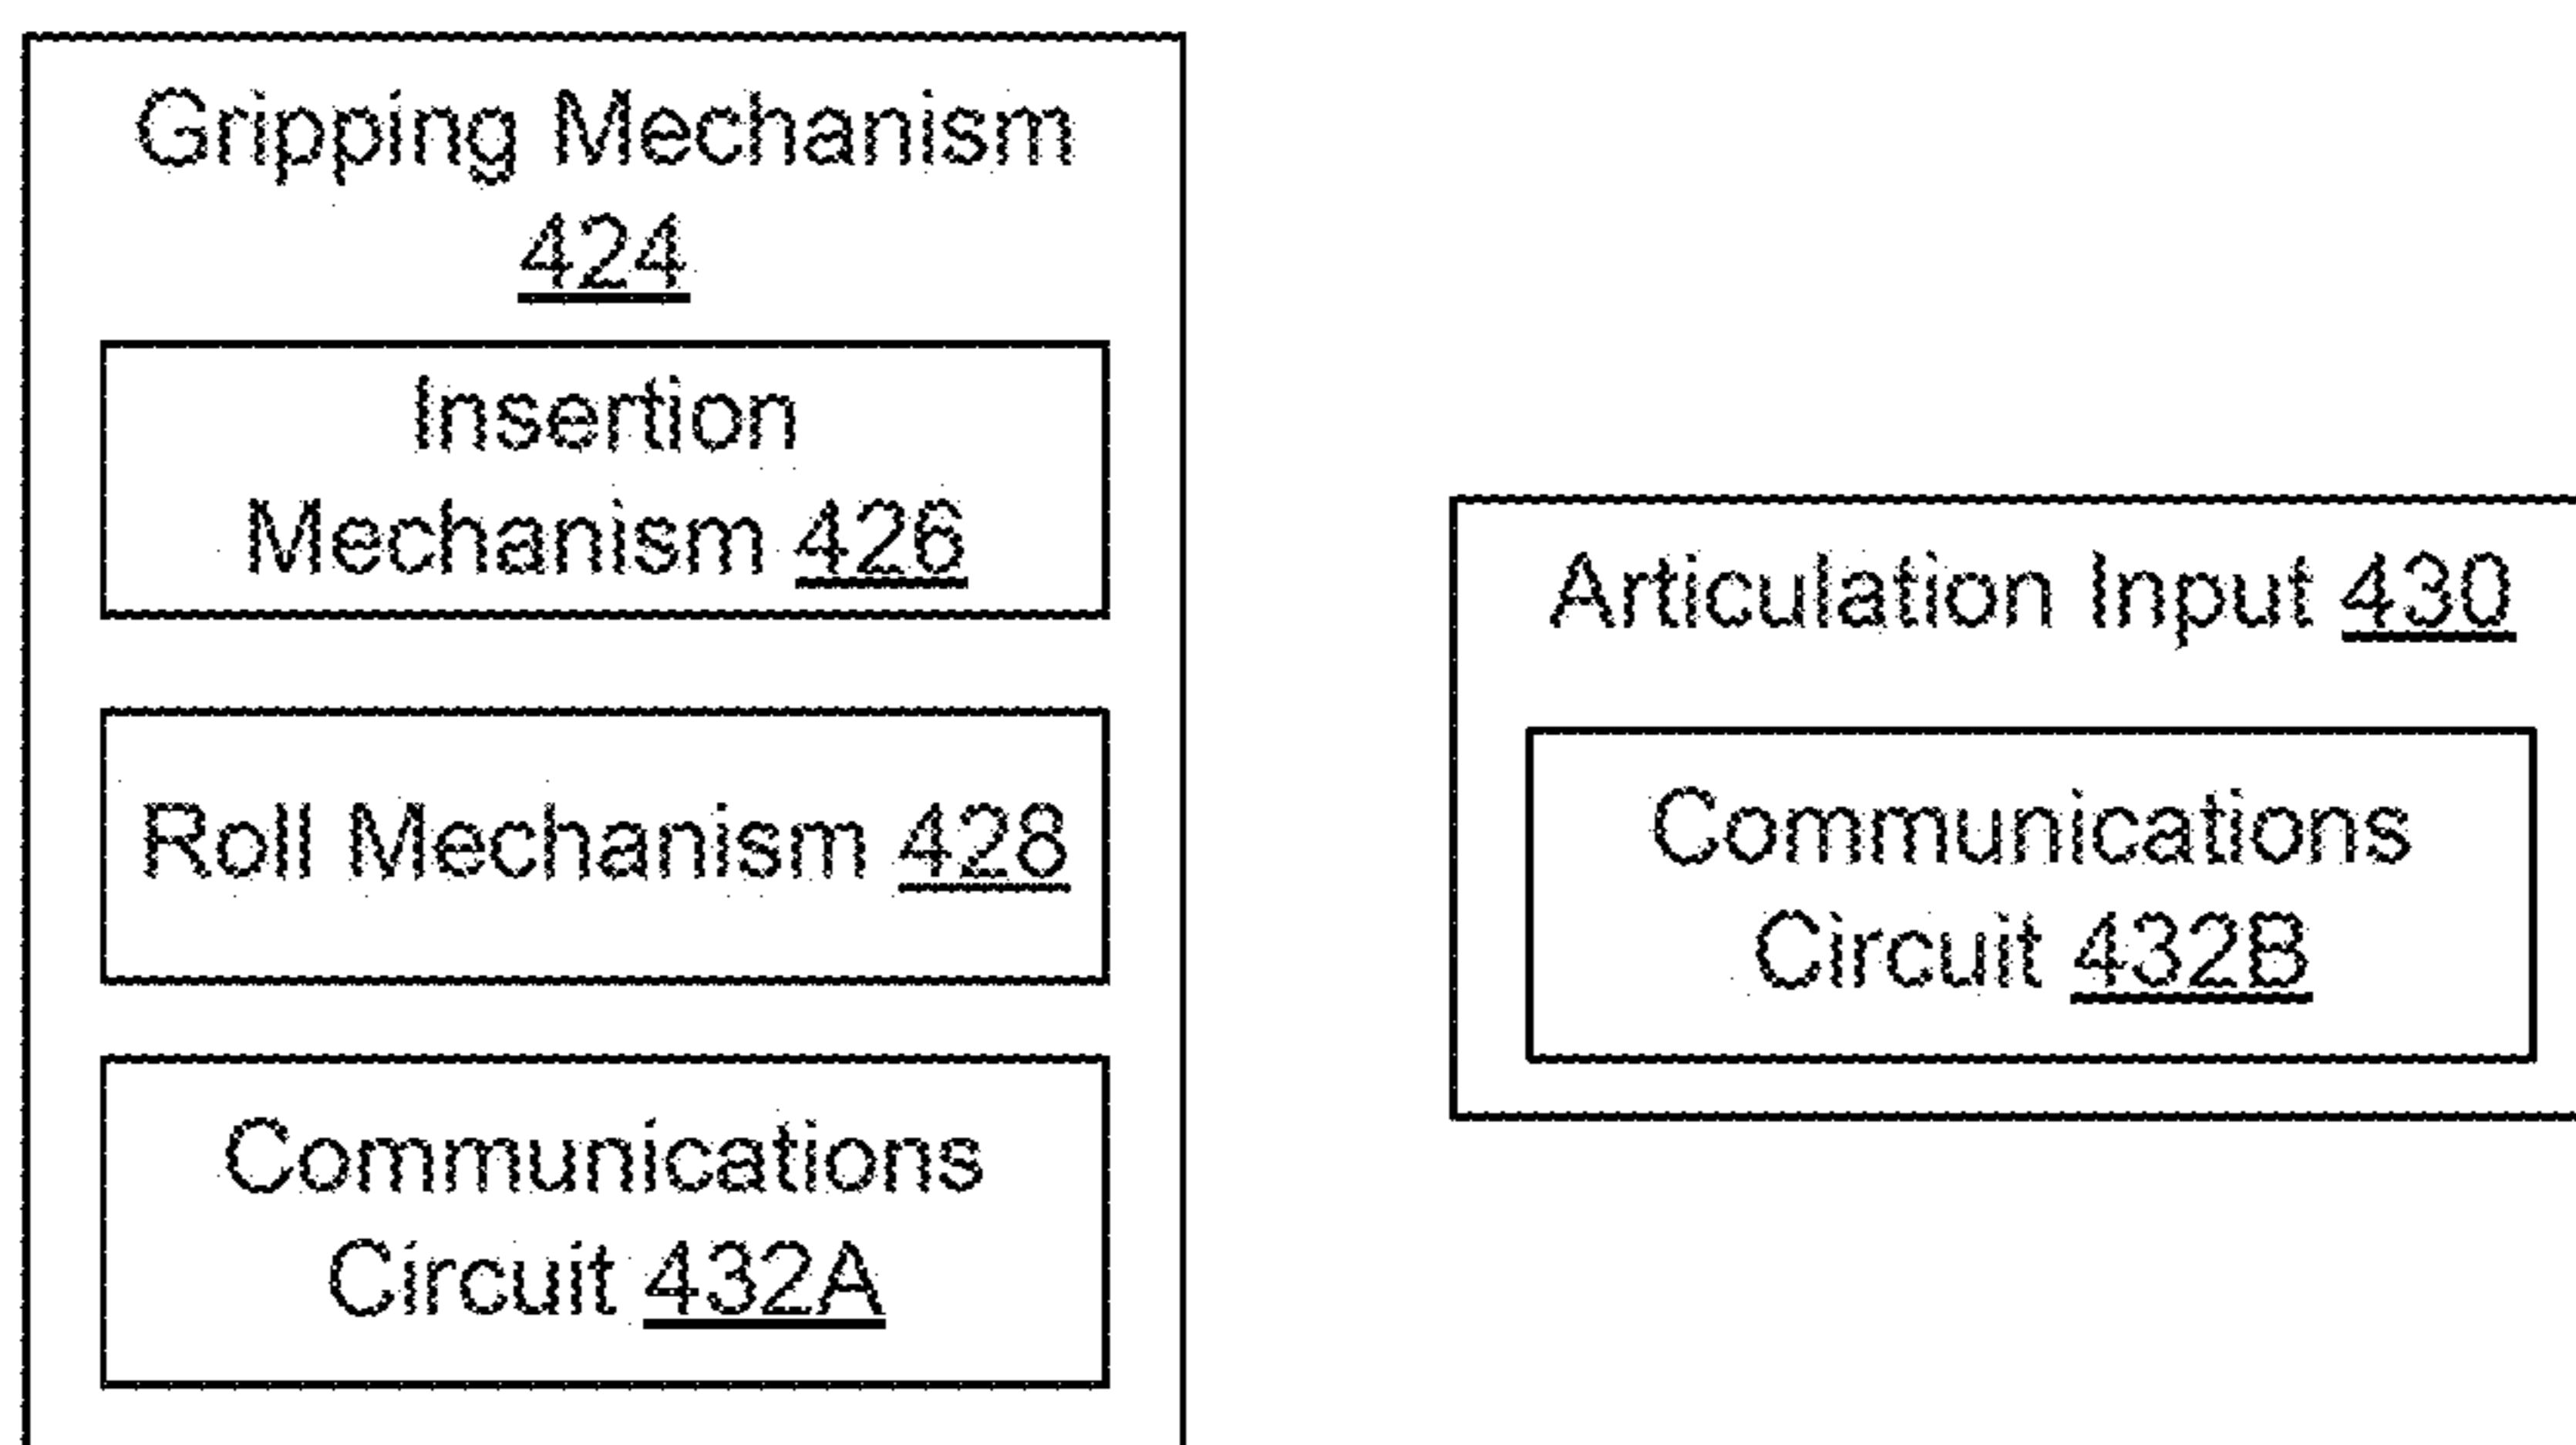 Gripping Mechanism
424
Insertion
Mechanism 426
Roll Mechanism 428
Communications
Circuit 432A
Articulation Input 430
Communications
Circuit 432B